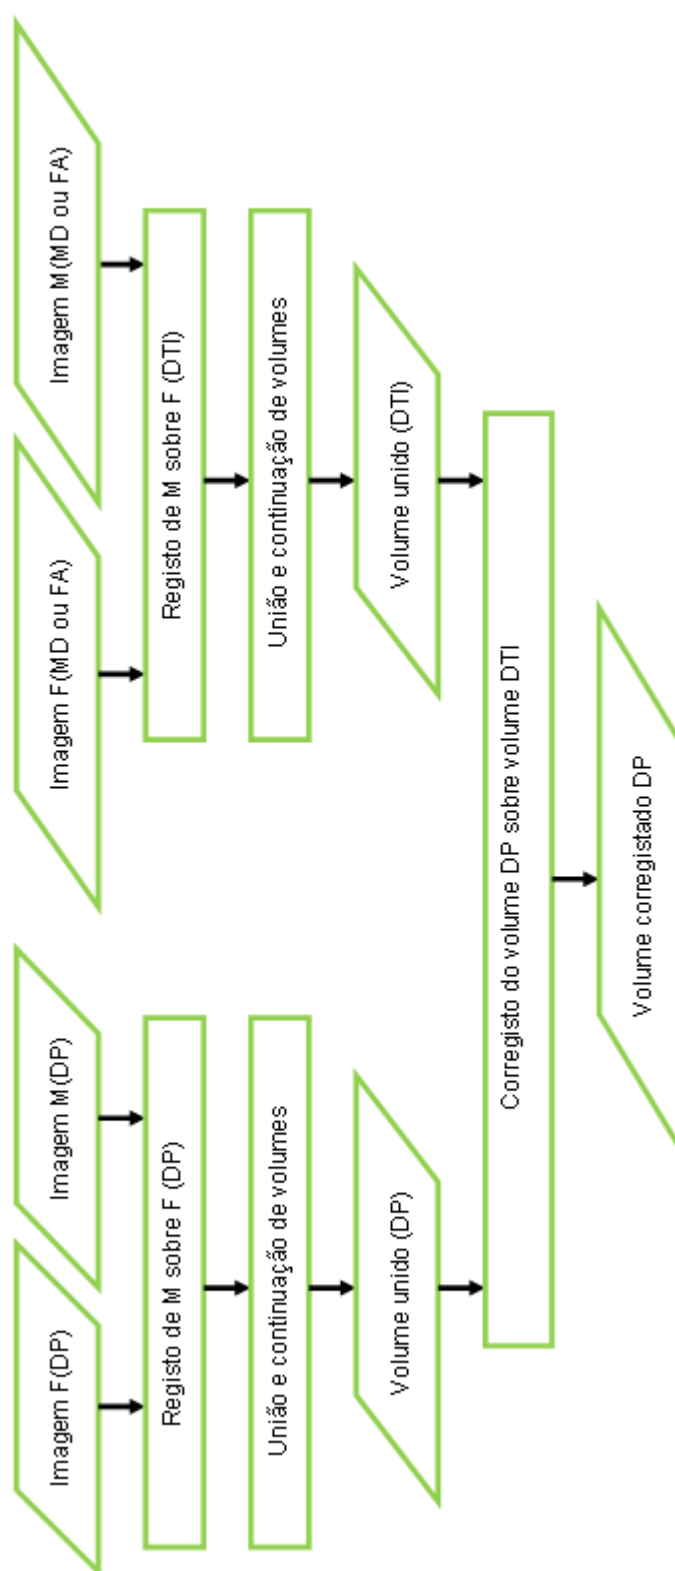 Imagem F(DP)
Imagem M(DP)
Imagem F(MD ou FA)
Imagem M(MD ou FA)
Registo de M sobre F (DP)
Registo de M sobre F (DTI)
União e continuação de volumes
União e continuação de volumes
Volume unido (DP)
Volume unido (DTI)
Corregisto do volume DP sobre volume DTI
Volume corregistado DP